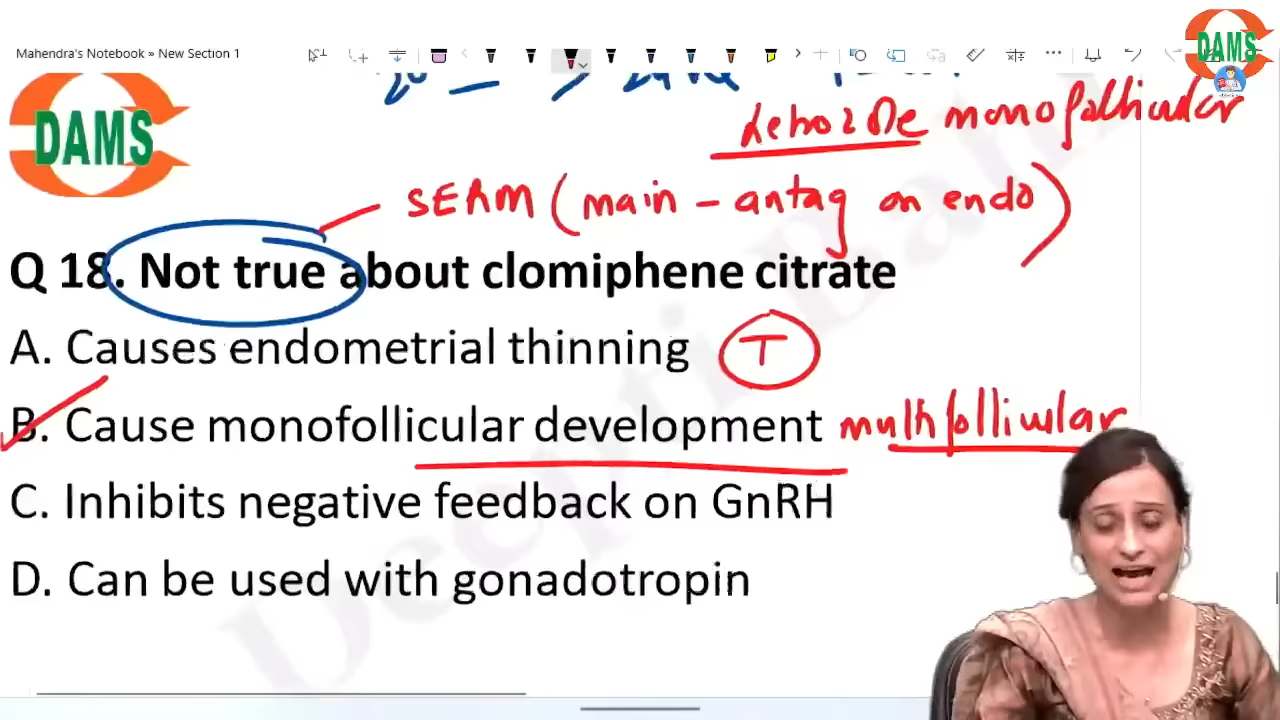 Mahendra's Notebook » New Section 1
DAMS
DAMS
Letrozole monofollicular
SERM (main - antag on endo)
Q 18. Not true about clomiphene citrate
A. Causes endometrial thinning T
B. Cause monofollicular development multifollicular
C. Inhibits negative feedback on GnRH
D. Can be used with gonadotropin